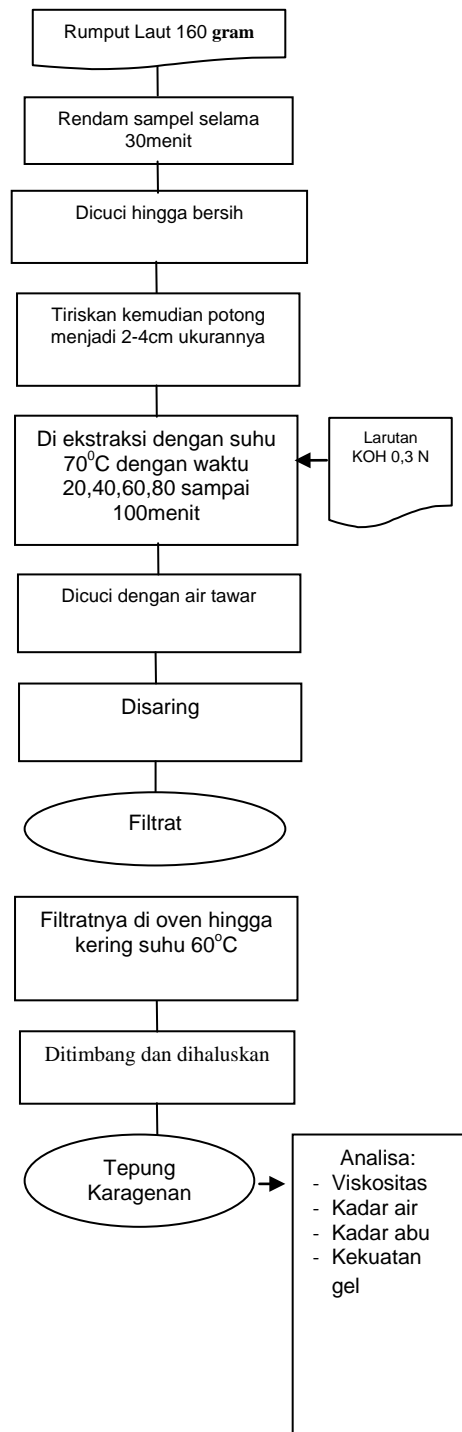 Rumput Laut 160 gram
Rendam sampel selama
30menit
Dicuci hingga bersih
Tiriskan kemudian potong
menjadi 2-4cm ukurannya
Di ekstraksi dengan suhu
70⁰C dengan waktu
20,40,60,80 sampai
100menit
Larutan
KOH 0,3 N
Dicuci dengan air tawar
Disaring
Filtrat
Filtratnya di oven hingga
kering suhu 60°C
Ditimbang dan dihaluskan
Tepung
Karagenan
Analisa:
- Viskositas
- Kadar air
- Kadar abu
- Kekuatan
gel